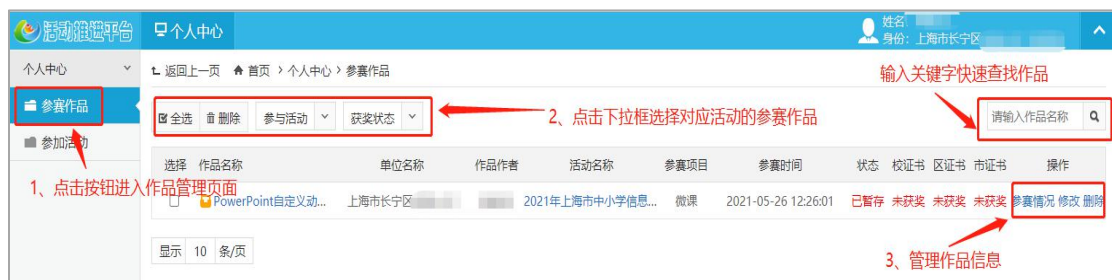 活动推进平台
个人中心
姓名
身份：上海市长宁区
个人中心
返回上一页 首页 > 个人中心 > 参赛作品
输入关键字快速查找作品
参赛作品
全选 删除 参与活动 获奖状态
2、点击下拉框选择对应活动的参赛作品
请输入作品名称
参加活动
选择 作品名称 单位名称 作品作者 活动名称 参赛项目 参赛时间 状态 校证书 区证书 市证书 操作
1、点击按钮进入作品管理页面
PowerPoint自定义动... 上海市长宁区 2021年上海市中小学信息... 微课 2021-05-26 12:26:01 已暂存 未获奖 未获奖 未获奖 参赛情况 修改 删除
显示 10 条/页
3、管理作品信息